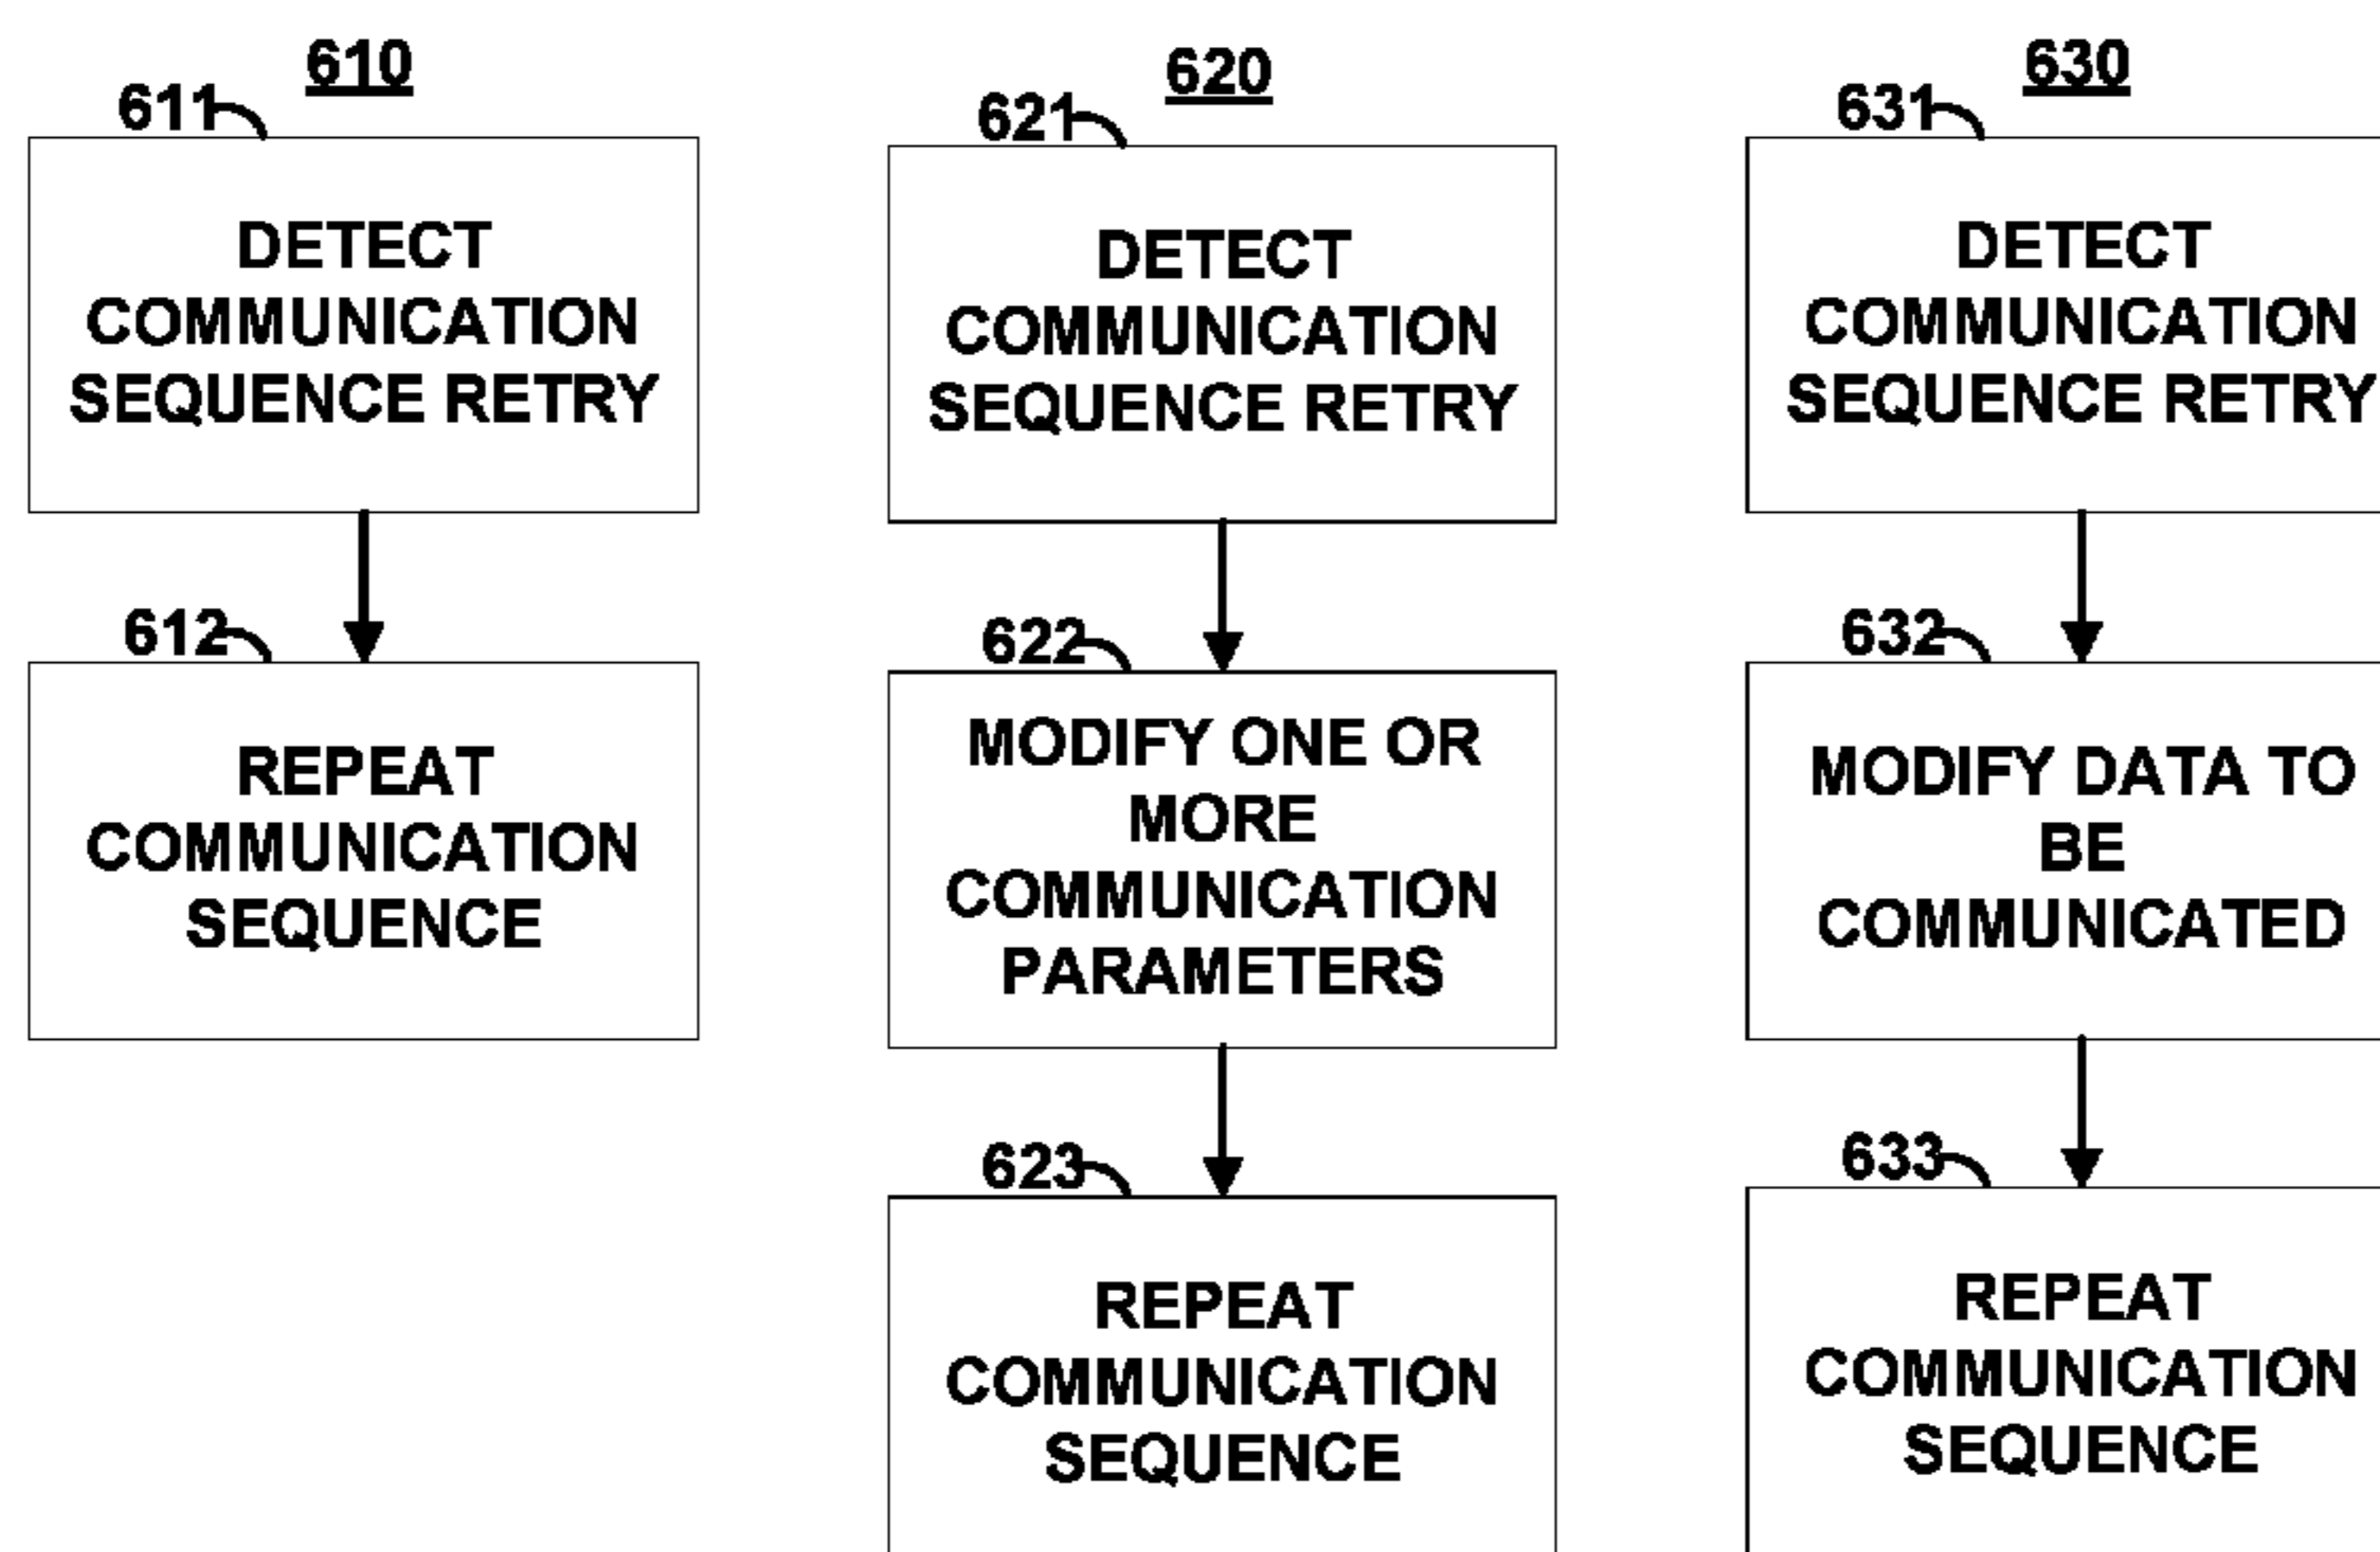 610
611
DETECT
COMMUNICATION
SEQUENCE RETRY
612
REPEAT
COMMUNICATION
SEQUENCE
620
621
DETECT
COMMUNICATION
SEQUENCE RETRY
622
MODIFY ONE OR
MORE
COMMUNICATION
PARAMETERS
623
REPEAT
COMMUNICATION
SEQUENCE
630
631
DETECT
COMMUNICATION
SEQUENCE RETRY
632
MODIFY DATA TO
BE
COMMUNICATED
633
REPEAT
COMMUNICATION
SEQUENCE